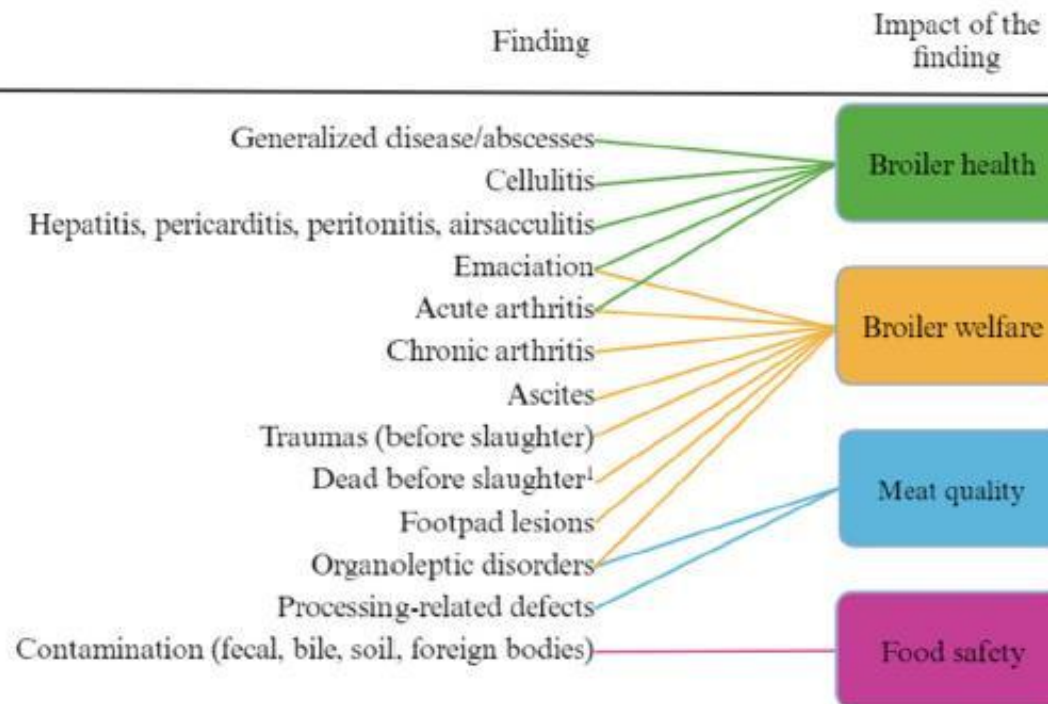 Finding
Impact of the
finding
Generalized disease/abscesses
Broiler health
Cellulitis
Hepatitis, pericarditis, peritonitis, airsacculitis
Emaciation
Acute arthritis
Broiler welfare
Chronic arthritis
Ascites
Traumas (before slaughter)
Dead before slaughter¹
Meat quality
Footpad lesions
Organoleptic disorders
Processing-related defects
Contamination (fecal, bile, soil, foreign bodies)
Food safety